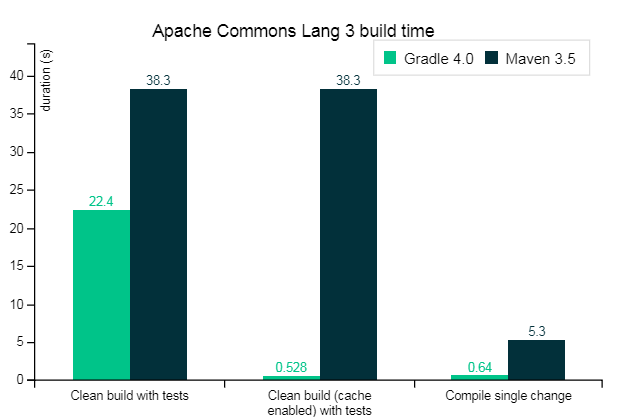 Apache Commons Lang 3 build time
Gradle 4.0 Maven 3.5
duration (s)
40
35
30
25
20
15
10
5
0
22.4
38.3
0.528
38.3
0.64
5.3
Clean build with tests
Clean build (cache
enabled) with tests
Compile single change